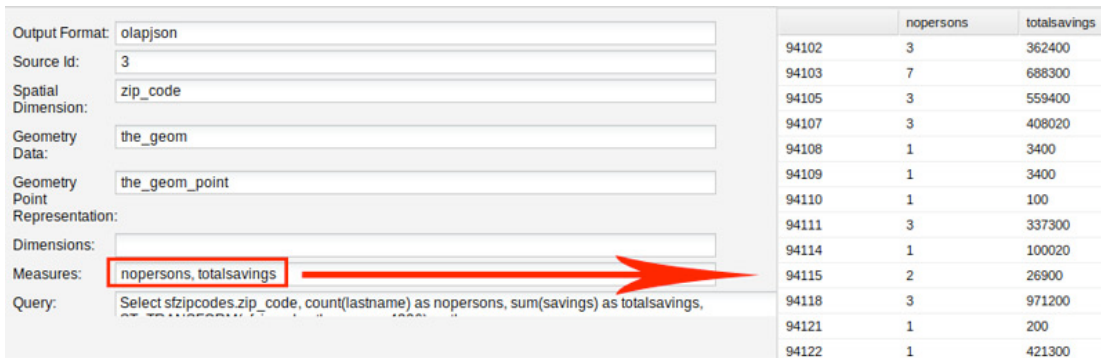 Output Format: olapjson
Source Id: 3
Spatial
Dimension: zip_code
Geometry
Data: the_geom
Geometry
Point
Representation: the_geom_point
Dimensions:
Measures: nopersons, totalsavings
Query: Select sfzipcodes.zip_code, count(lastname) as nopersons, sum(savings) as totalsavings,
nopersons totalsavings
94102 3 362400
94103 7 688300
94105 3 559400
94107 3 408020
94108 1 3400
94109 1 3400
94110 1 100
94111 3 337300
94114 1 100020
94115 2 26900
94118 3 971200
94121 1 200
94122 1 421300